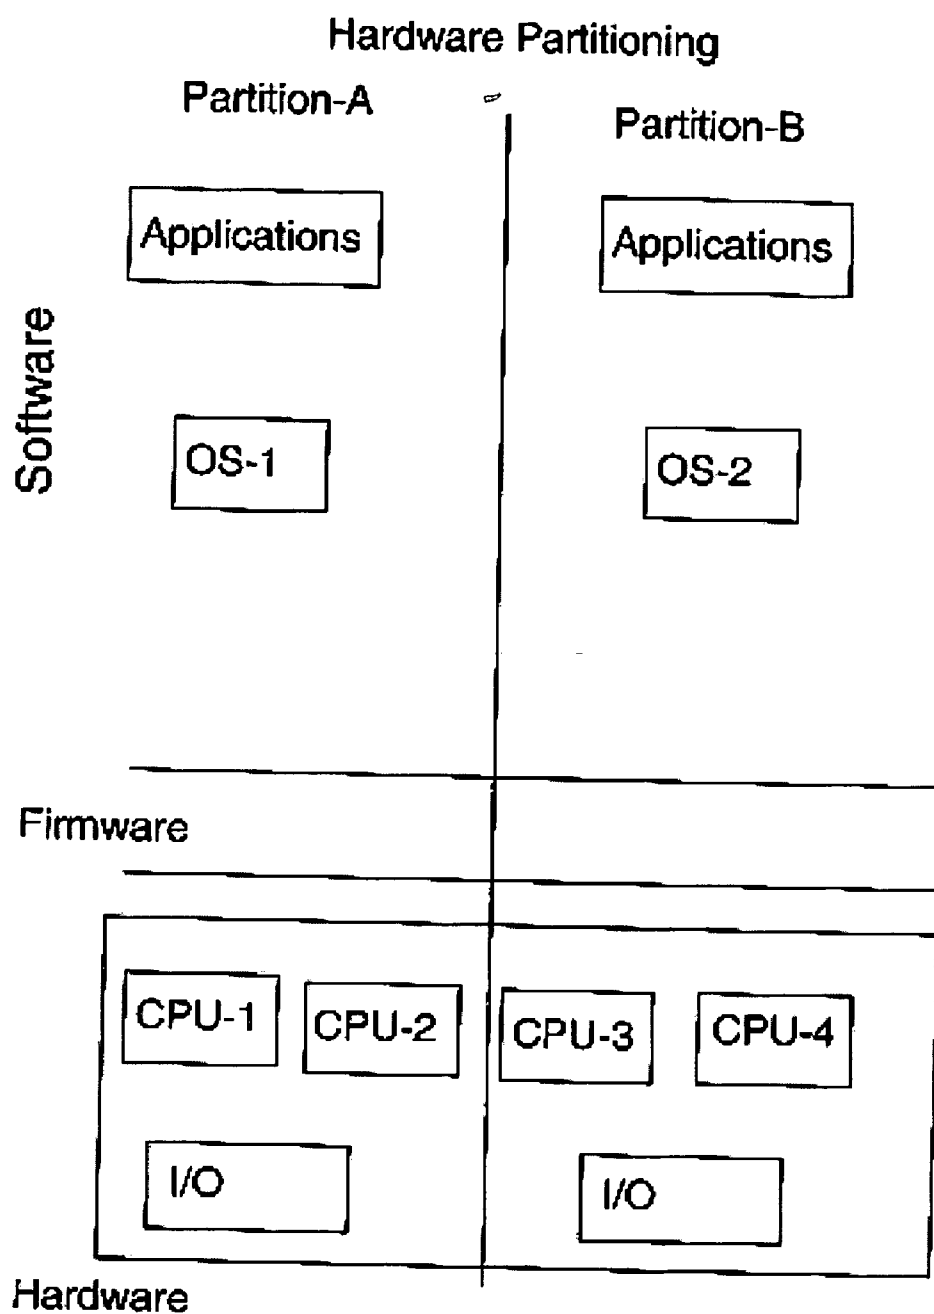 Hardware Partitioning
Partition-A
Partition-B
Applications
Applications
Software
OS-1
OS-2
Firmware
CPU-1
CPU-2
CPU-3
CPU-4
I/O
I/O
Hardware